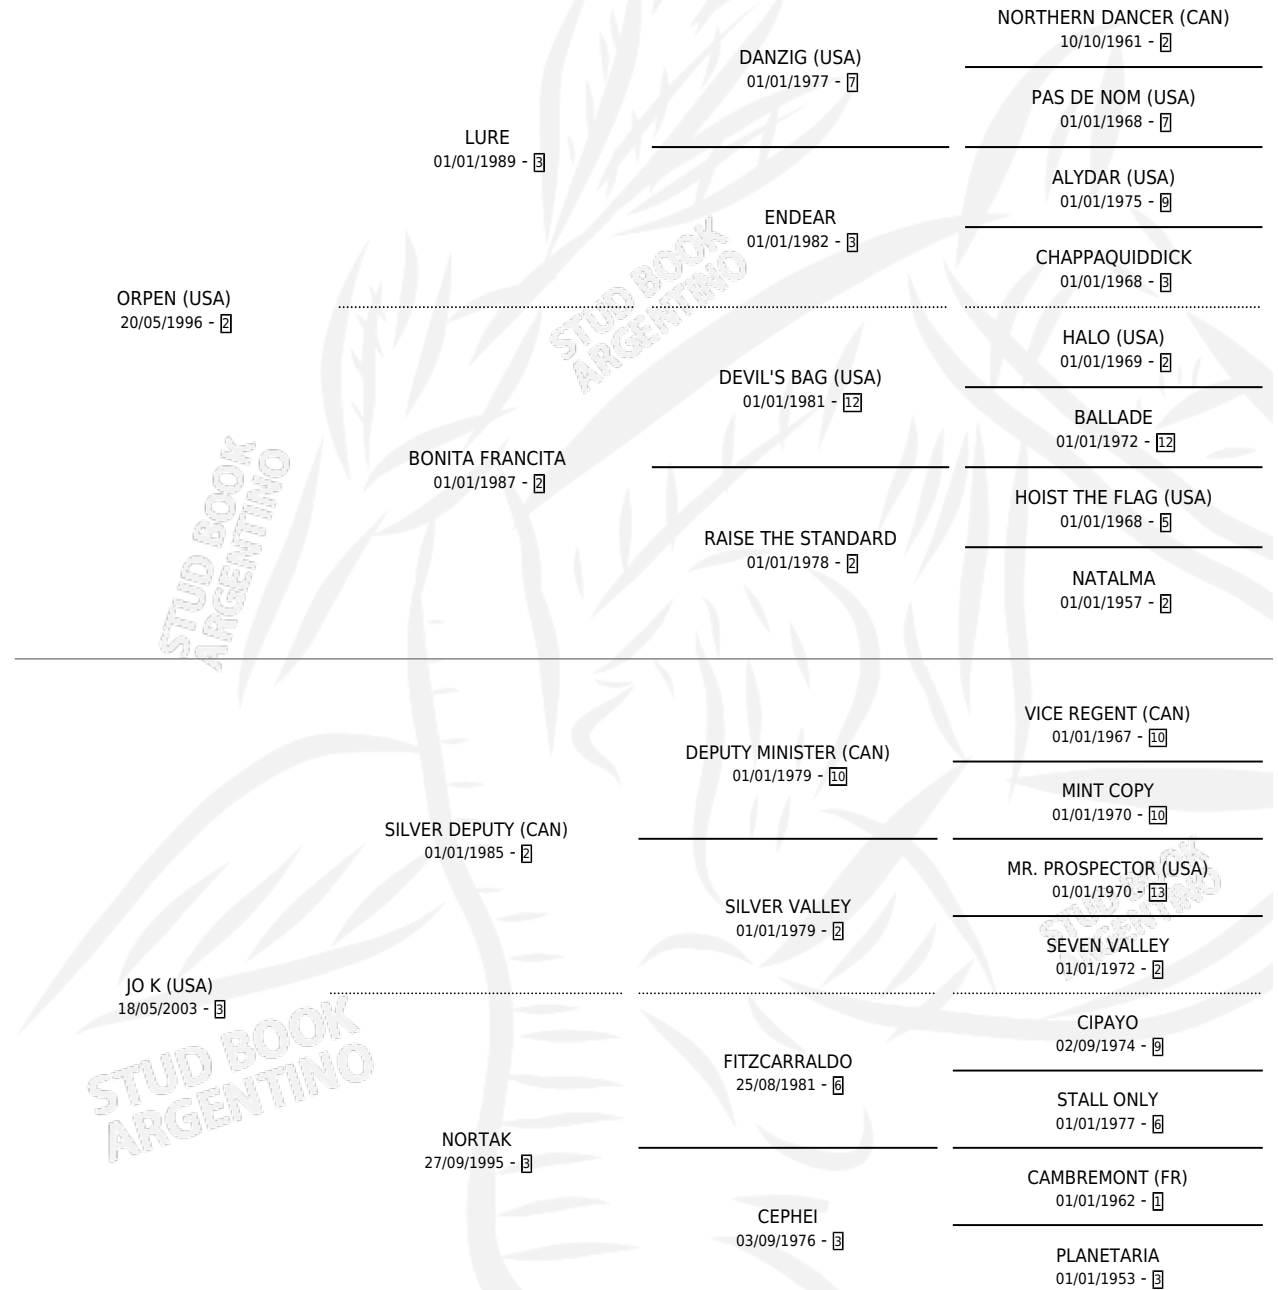 NORTHERN DANCER (CAN)
10/10/1961 - 2
DANZIG (USA)
01/01/1977 - 7
PAS DE NOM (USA)
01/01/1968 - 7
LURE
01/01/1989 - 3
ALYDAR (USA)
01/01/1975 - 9
ENDEAR
01/01/1982 - 3
CHAPPAQUIDDICK
01/01/1968 - 3
ORPEN (USA)
20/05/1996 - 2
HALO (USA)
01/01/1969 - 2
DEVIL'S BAG (USA)
01/01/1981 - 12
BALLADE
01/01/1972 - 12
BONITA FRANCITA
01/01/1987 - 2
HOIST THE FLAG (USA)
01/01/1968 - 5
RAISE THE STANDARD
01/01/1978 - 2
NATALMA
01/01/1957 - 2
VICE REGENT (CAN)
01/01/1967 - 10
DEPUTY MINISTER (CAN)
01/01/1979 - 10
MINT COPY
01/01/1970 - 10
SILVER DEPUTY (CAN)
01/01/1985 - 2
MR. PROSPECTOR (USA)
01/01/1970 - 13
SILVER VALLEY
01/01/1979 - 2
SEVEN VALLEY
01/01/1972 - 2
JO K (USA)
18/05/2003 - 3
CIPAYO
02/09/1974 - 9
FITZCARRALDO
25/08/1981 - 6
STALL ONLY
01/01/1977 - 6
NORTAK
27/09/1995 - 3
CAMBREMONT (FR)
01/01/1962 - 1
CEPHEI
03/09/1976 - 3
PLANETARIA
01/01/1953 - 3
STUD BOOK
ARGENTINO
STUD BOOK
ARGENTINO
STUD BOOK
ARGENTINO
STUD BOOK
ARGENTINO